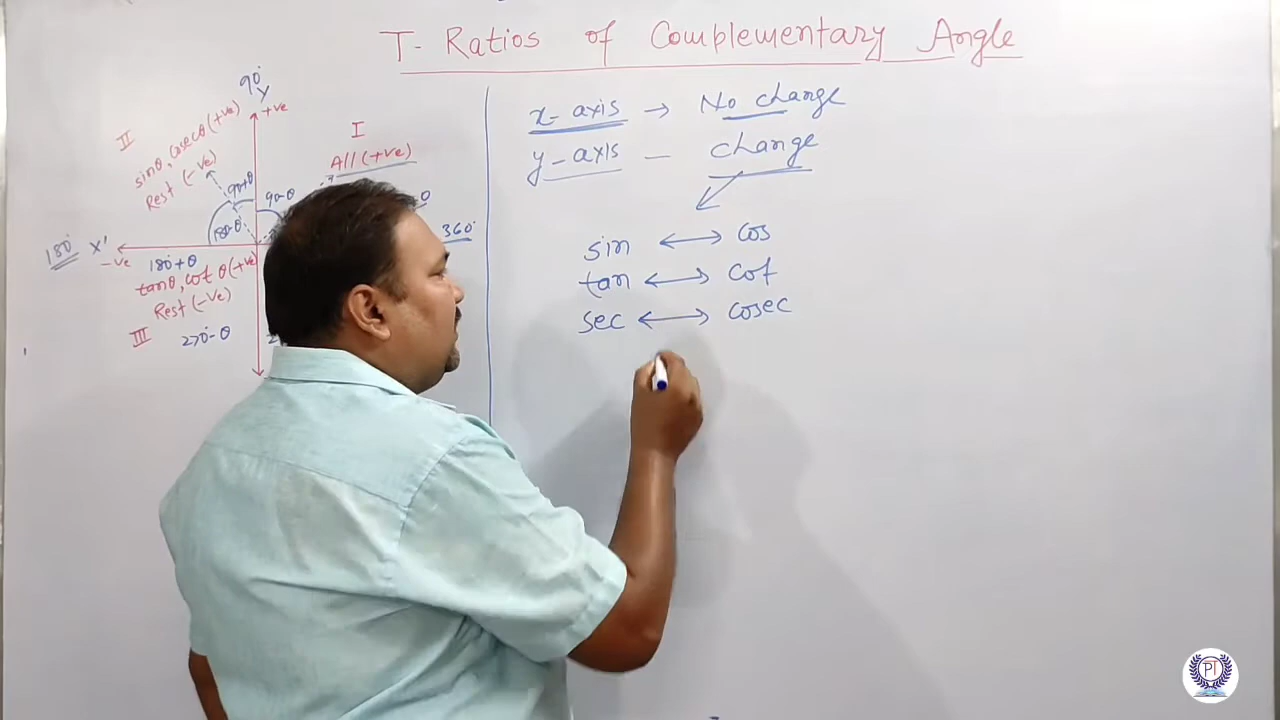 T- Ratios of Complementary Angle
90°
Y
+ve
II
sinθ, cosecθ (+ve)
Rest (-ve)
I
All (+ve)
90+θ
90-θ
180-θ
θ
360°
180° X'
-ve
180+θ
tanθ, cot θ (+ve)
Rest (-ve)
III
270-θ
x-axis → No change
y-axis — change
sin ↔ cos
tan ↔ cot
sec ↔ cosec
PT